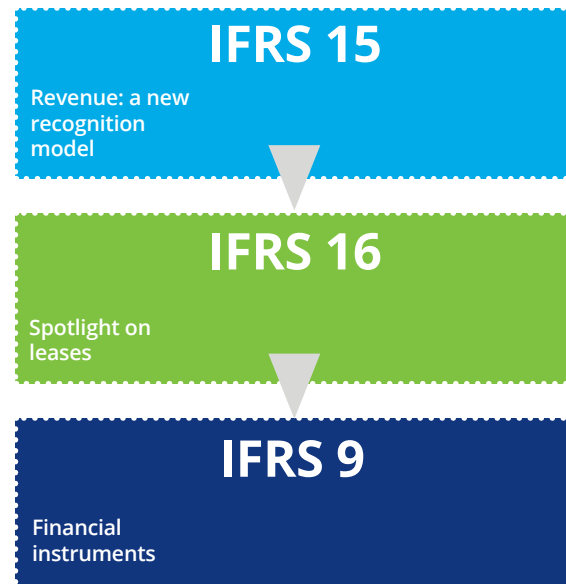 IFRS 15
Revenue: a new
recognition
model
IFRS 16
Spotlight on
leases
IFRS 9
Financial
instruments